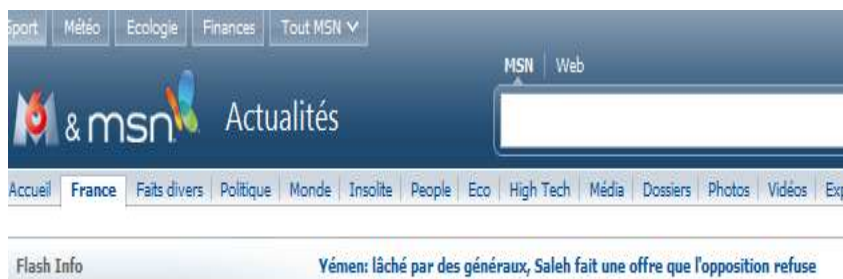 Sport Météo Ecologie Finances Tout MSN
MSN Web
M6 & msn Actualités
Accueil France Faits divers Politique Monde Insolite People Eco High Tech Média Dossiers Photos Vidéos Exp
Flash Info Yémen: lâché par des généraux, Saleh fait une offre que l'opposition refuse